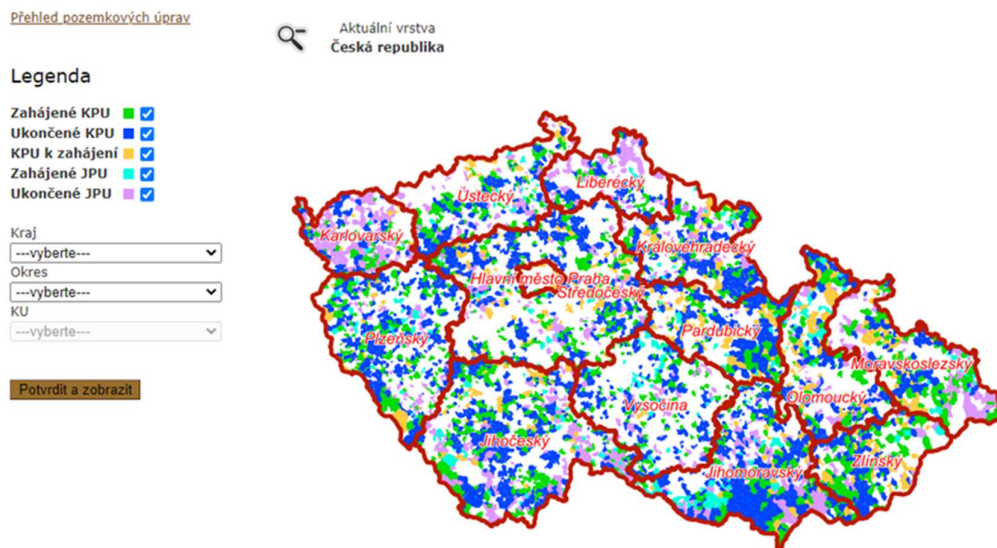 Přehled pozemkových úprav
Aktuální vrstva
Česká republika
Legenda
Zahájené KPU
Ukončené KPU
KPU k zahájení
Zahájené JPU
Ukončené JPU
Kraj
---vyberte---
Okres
---vyberte---
KU
---vyberte---
Potvrdit a zobrazit
Liberécký
Ústecký
Karlovarský
Královéhradecký
Hlavní město Praha
Středočeský
Plzeňský
Pardubický
Moravskoslezský
Olomoucký
Vysočina
Jihočeský
Zlínský
Jihomoravský